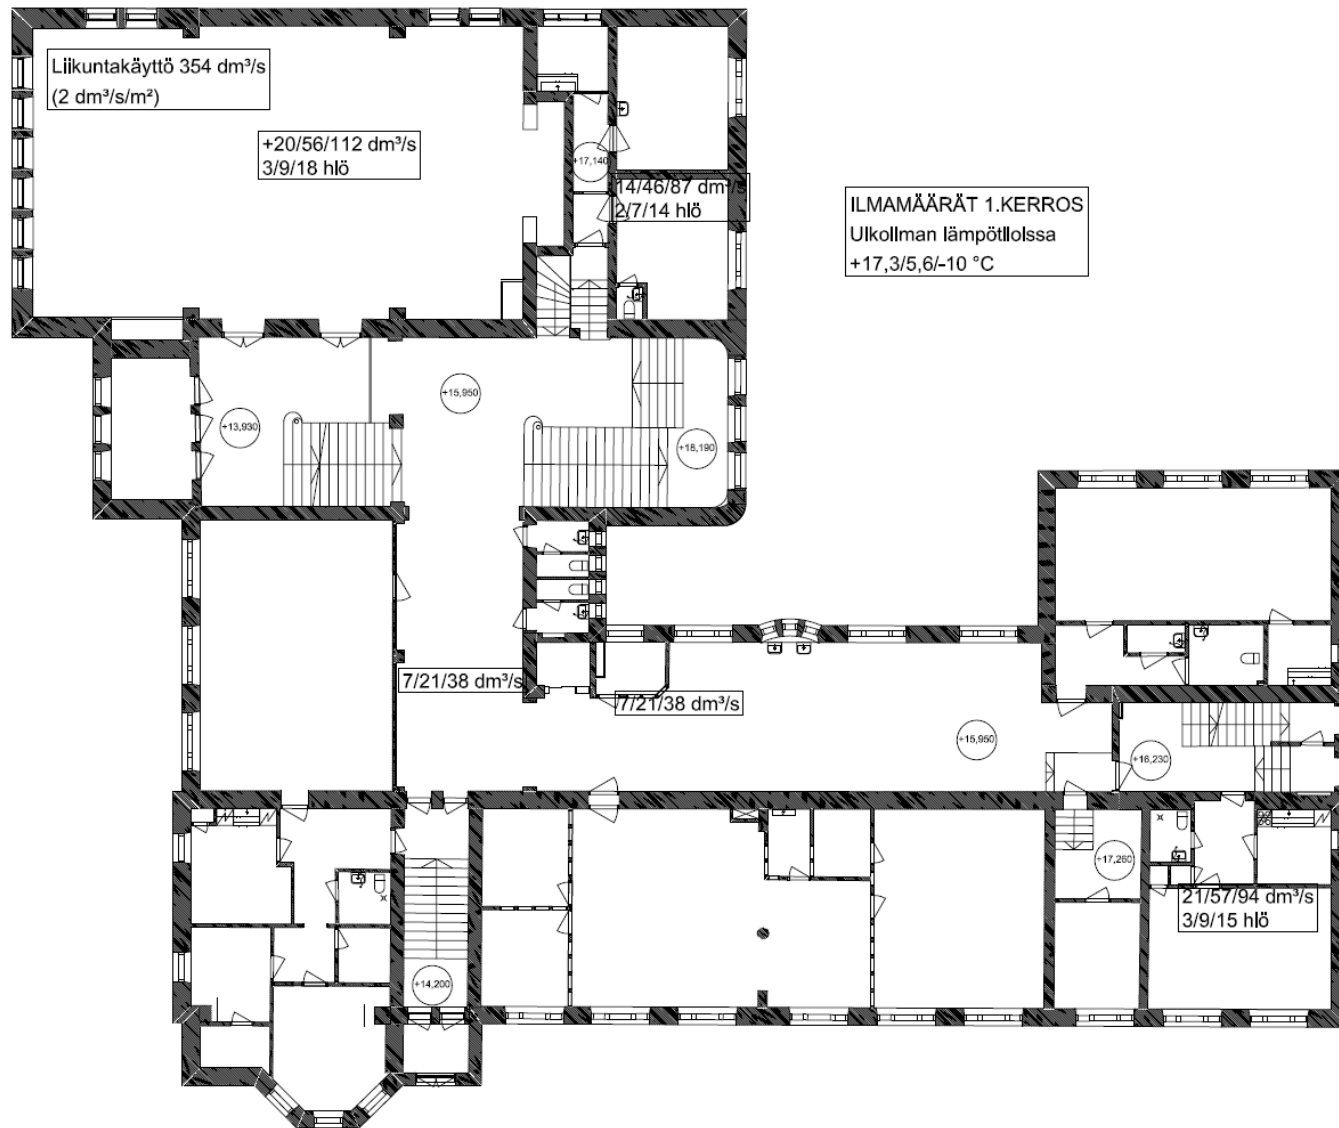 Liikuntakäyttö 354 dm³/s
(2 dm³/s/m²)
+20/56/112 dm³/s
3/9/18 hlö
+17,140
14/46/87 dm³/s
2/7/14 hlö
ILMAMÄÄRÄT 1.KERROS
Ulkoilman lämpötiloissa
+17,3/5,6/-10 °C
+15,950
+13,930
+18,190
7/21/38 dm³/s
7/21/38 dm³/s
+15,950
+16,230
+17,260
21/57/94 dm³/s
3/9/15 hlö
+14,200